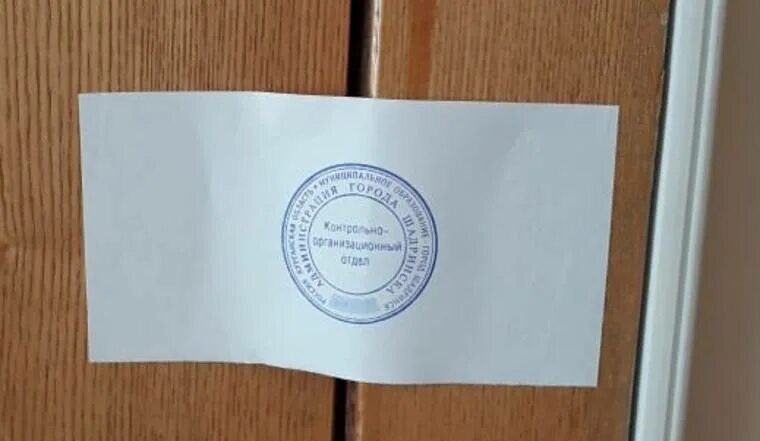 РОССИЯ КУРГАНСКАЯ ОБЛАСТЬ • МУНИЦИПАЛЬНОЕ ОБРАЗОВАНИЕ - ГОРОД ШАДРИНСК
АДМИНИСТРАЦИЯ ГОРОДА ШАДРИНСКА
Контрольно-
организационный
отдел